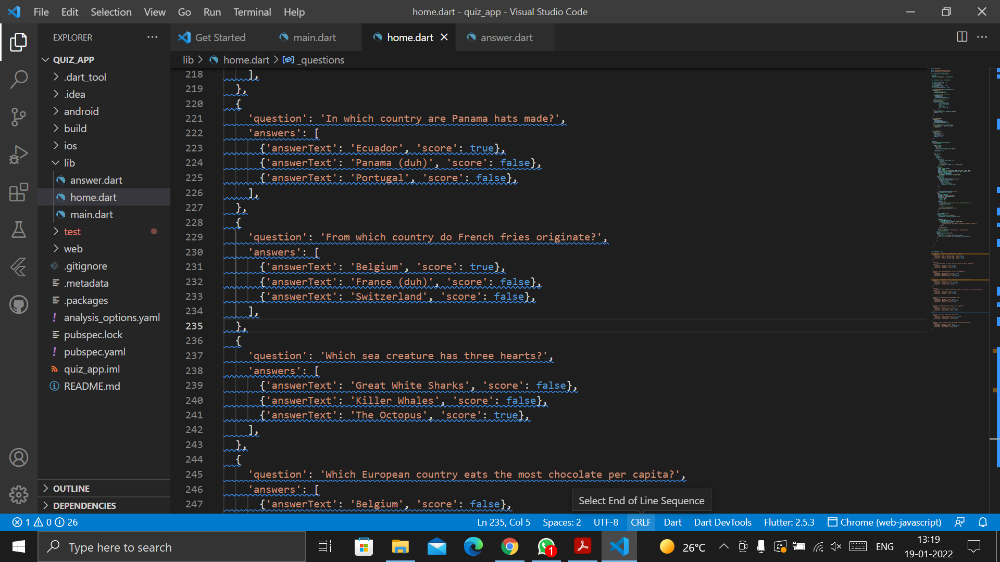 File Edit Selection View Go Run Terminal Help
home.dart - quiz_app - Visual Studio Code
EXPLORER
Get Started
main.dart
home.dart
answer.dart
QUIZ_APP
lib > home.dart > _questions
.dart_tool
.idea
android
build
ios
lib
answer.dart
home.dart
main.dart
test
web
.gitignore
.metadata
.packages
! analysis_options.yaml
pubspec.lock
! pubspec.yaml
quiz_app.iml
README.md
OUTLINE
DEPENDENCIES
218 ],
219 },
220 {
221 'question': 'In which country are Panama hats made?',
222 'answers': [
223 {'answerText': 'Ecuador', 'score': true},
224 {'answerText': 'Panama (duh)', 'score': false},
225 {'answerText': 'Portugal', 'score': false},
226 ],
227 },
228 {
229 'question': 'From which country do French fries originate?',
230 'answers': [
231 {'answerText': 'Belgium', 'score': true},
232 {'answerText': 'France (duh)', 'score': false},
233 {'answerText': 'Switzerland', 'score': false},
234 ],
235 },
236 {
237 'question': 'Which sea creature has three hearts?',
238 'answers': [
239 {'answerText': 'Great White Sharks', 'score': false},
240 {'answerText': 'Killer Whales', 'score': false},
241 {'answerText': 'The Octopus', 'score': true},
242 ],
243 },
244 {
245 'question': 'Which European country eats the most chocolate per capita?',
246 'answers': [
247 {'answerText': 'Belgium', 'score': false},
Select End of Line Sequence
1 0 26
Ln 235, Col 5 Spaces: 2 UTF-8 CRLF Dart Dart DevTools Flutter: 2.5.3 Chrome (web-javascript)
Type here to search
1
26°C
ENG
13:19
19-01-2022